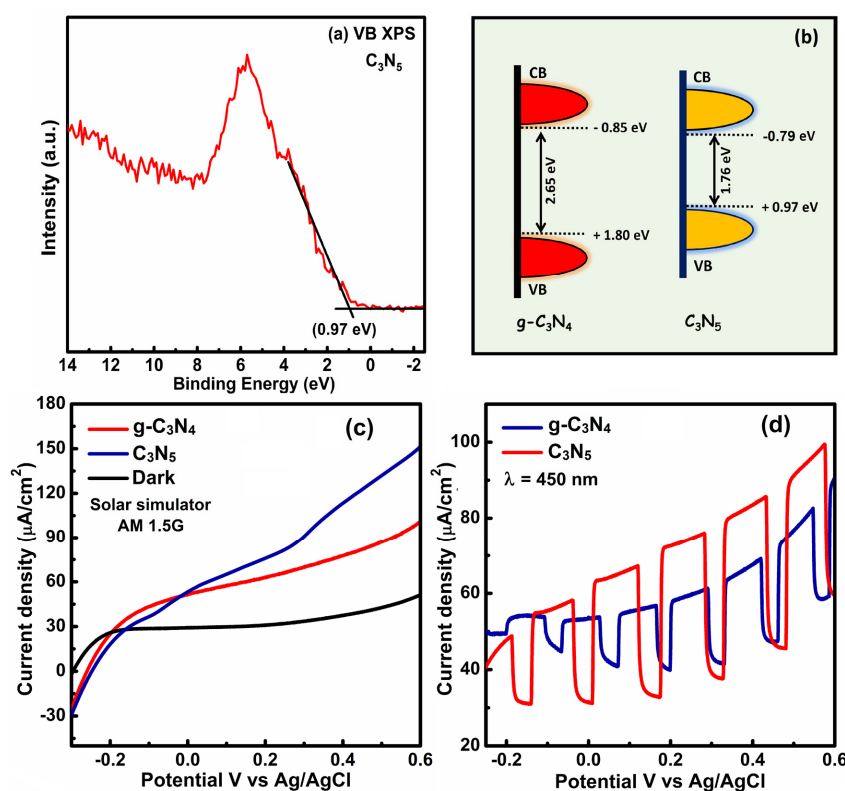 (a) VB XPS
C₃N₅
(0.97 eV)
Intensity (a.u.)
14 12 10 8 6 4 2 0 -2
Binding Energy (eV)
(b)
CB
- 0.85 eV
2.65 eV
+ 1.80 eV
VB
g-C₃N₄
CB
-0.79 eV
1.76 eV
+ 0.97 eV
VB
C₃N₅
(c)
g-C₃N₄
C₃N₅
Dark
Solar simulator
AM 1.5G
Current density (μA/cm²)
180
150
120
90
60
30
0
-30
0.0 0.2 0.4 0.6
Potential V vs Ag/AgCl
(d)
g-C₃N₄
C₃N₅
λ = 450 nm
Current density (μA/cm²)
100
80
60
40
20
-0.2 0.0 0.2 0.4 0.6
Potential V vs Ag/AgCl